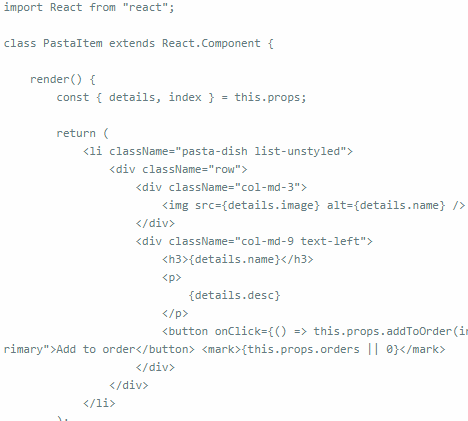 import React from "react";
class PastaItem extends React.Component {
render() {
const { details, index } = this.props;
return (
<li className="pasta-dish list-unstyled">
<div className="row">
<div className="col-md-3">
<img src={details.image} alt={details.name} />
</div>
<div className="col-md-9 text-left">
<h3>{details.name}</h3>
<p>
{details.desc}
</p>
<button onClick={() => this.props.addToOrder(in
rimary">Add to order</button> <mark>{this.props.orders || 0}</mark>
</div>
</div>
</li>
);